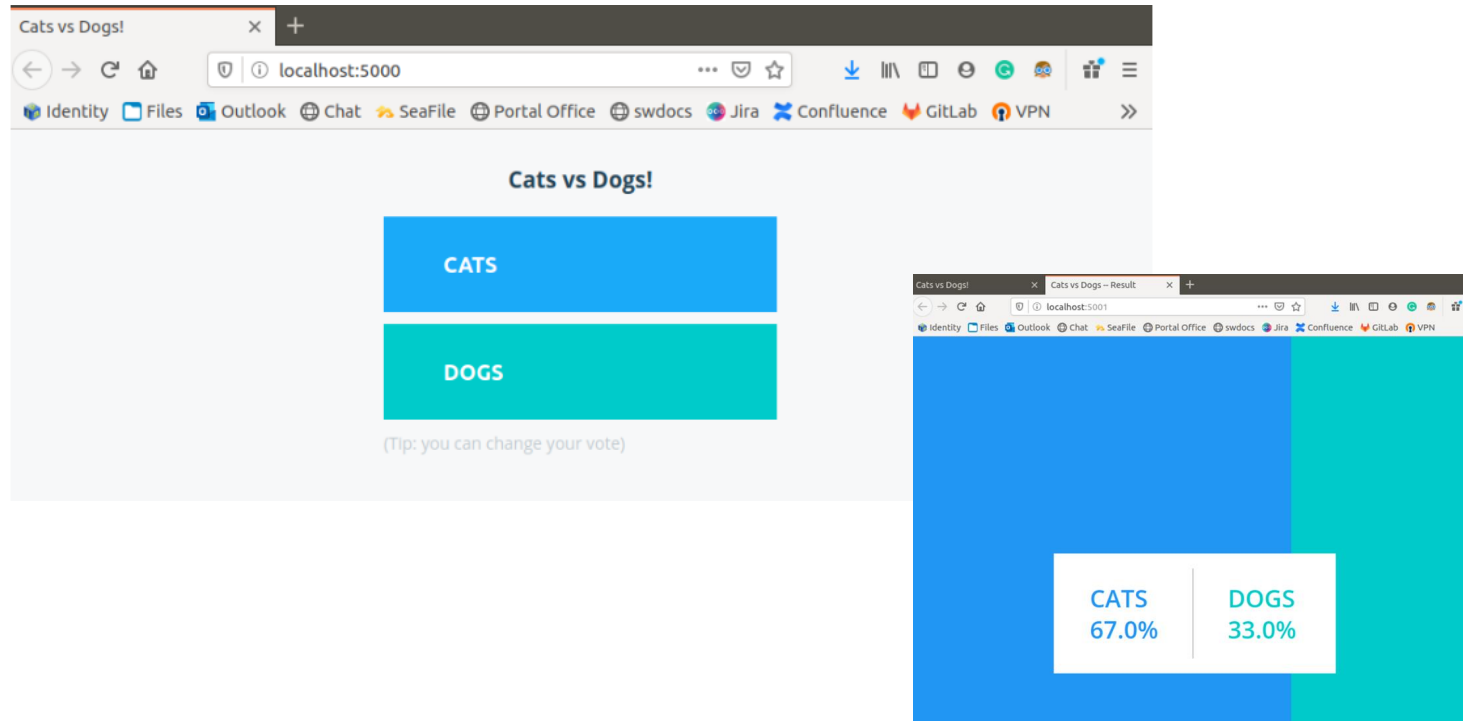 Cats vs Dogs!
localhost:5000
Identity Files Outlook Chat SeaFile Portal Office swdocs Jira Confluence GitLab VPN
Cats vs Dogs!
CATS
DOGS
(Tip: you can change your vote)
Cats vs Dogs! Cats vs Dogs – Result
localhost:5001
Identity Files Outlook Chat SeaFile Portal Office swdocs Jira Confluence GitLab VPN
CATS DOGS
67.0% 33.0%